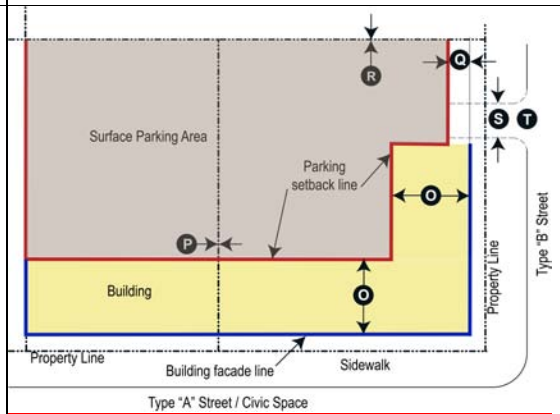 Q
R
S T
Surface Parking Area
Parking
setback line
O
P
Type "B" Street
Property Line
Building
O
Property Line
Building facade line
Sidewalk
Type "A" Street / Civic Space